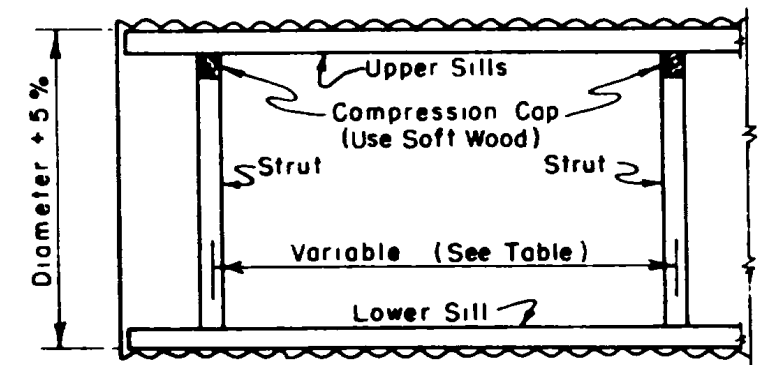 Upper Sills
Compression Cap
(Use Soft Wood)
Strut
Strut
Diameter + 5%
Variable (See Table)
Lower Sill